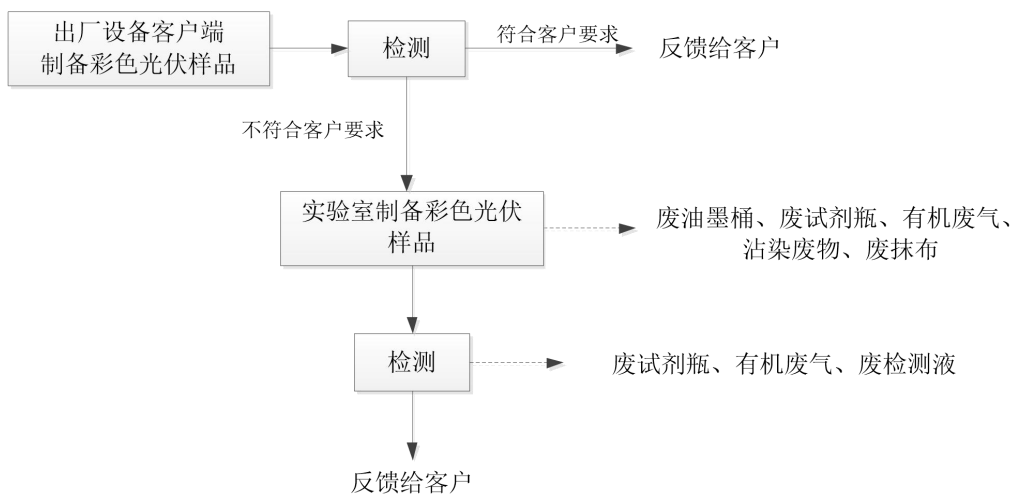 出厂设备客户端
制备彩色光伏样品
检测
符合客户要求
反馈给客户
不符合客户要求
实验室制备彩色光伏
样品
废油墨桶、废试剂瓶、有机废气、
沾染废物、废抹布
检测
废试剂瓶、有机废气、废检测液
反馈给客户